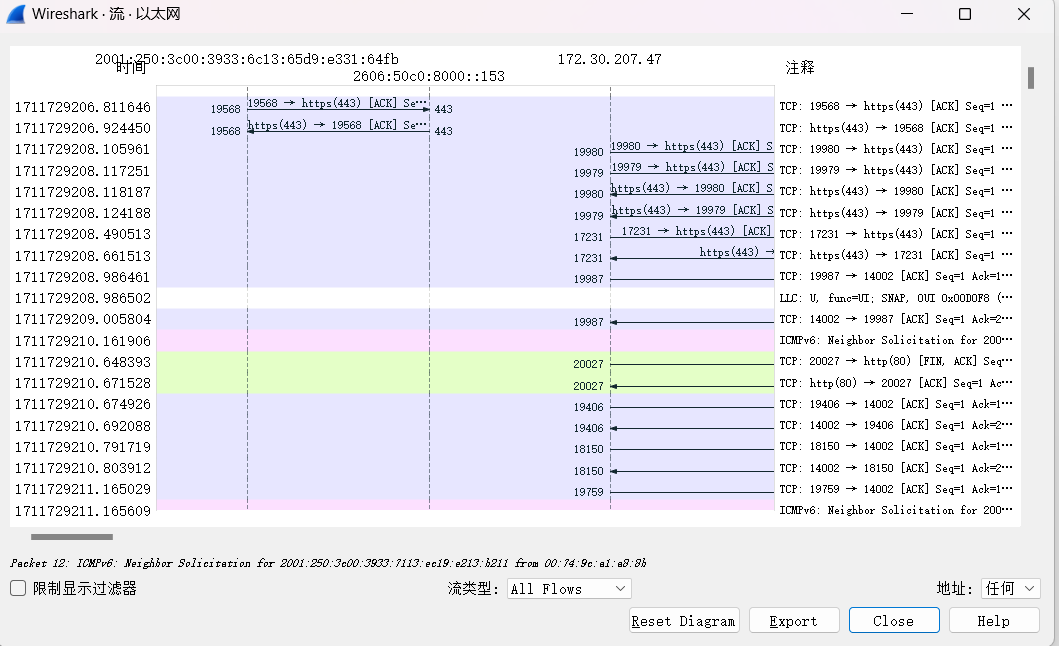 Wireshark · 流 · 以太网
2001:250:3c00:3933:6c13:65d9:e331:64fb 172.30.207.47
时间 2606:50c0:8000::153 注释
1711729206.811646 19568 19568 → https(443) [ACK] Se··· 443 TCP: 19568 → https(443) [ACK] Seq=1 ···
1711729206.924450 19568 https(443) → 19568 [ACK] Se··· 443 TCP: https(443) → 19568 [ACK] Seq=1 ···
1711729208.105961 19980 19980 → https(443) [ACK] S TCP: 19980 → https(443) [ACK] Seq=1 ···
1711729208.117251 19979 19979 → https(443) [ACK] S TCP: 19979 → https(443) [ACK] Seq=1 ···
1711729208.118187 19980 https(443) → 19980 [ACK] S TCP: https(443) → 19980 [ACK] Seq=1 ···
1711729208.124188 19979 https(443) → 19979 [ACK] S TCP: https(443) → 19979 [ACK] Seq=1 ···
1711729208.490513 17231 17231 → https(443) [ACK] TCP: 17231 → https(443) [ACK] Seq=1 ···
1711729208.661513 17231 https(443) → TCP: https(443) → 17231 [ACK] Seq=1 ···
1711729208.986461 19987 TCP: 19987 → 14002 [ACK] Seq=1 Ack=1···
1711729208.986502 LLC: U, func=UI; SNAP, OUI 0x00D0F8 (···
1711729209.005804 19987 TCP: 14002 → 19987 [ACK] Seq=1 Ack=2···
1711729210.161906 ICMPv6: Neighbor Solicitation for 200···
1711729210.648393 20027 TCP: 20027 → http(80) [FIN, ACK] Seq···
1711729210.671528 20027 TCP: http(80) → 20027 [ACK] Seq=1 Ac···
1711729210.674926 19406 TCP: 19406 → 14002 [ACK] Seq=1 Ack=1···
1711729210.692088 19406 TCP: 14002 → 19406 [ACK] Seq=1 Ack=2···
1711729210.791719 18150 TCP: 18150 → 14002 [ACK] Seq=1 Ack=1···
1711729210.803912 18150 TCP: 14002 → 18150 [ACK] Seq=1 Ack=2···
1711729211.165029 19759 TCP: 19759 → 14002 [ACK] Seq=1 Ack=1···
1711729211.165609 ICMPv6: Neighbor Solicitation for 200···
Packet 12: ICMPv6: Neighbor Solicitation for 2001:250:3c00:3933:7113:ec19:e213:b211 from 00:74:9c:a1:a8:8b
限制显示过滤器 流类型: All Flows 地址: 任何
Reset Diagram Export Close Help